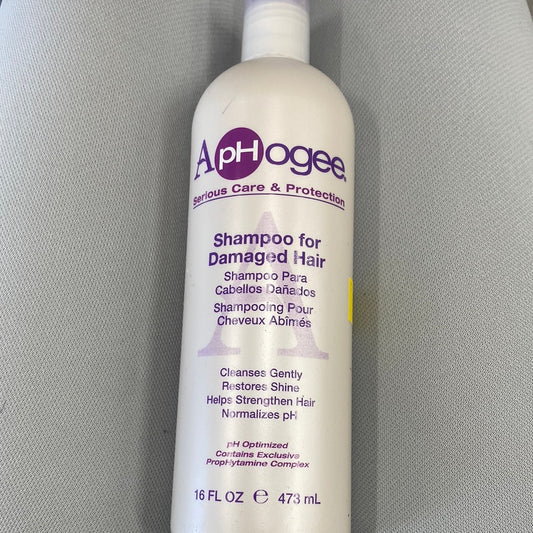 ApHogee
Serious Care & Protection
Shampoo for
Damaged Hair
Shampoo Para
Cabellos Dañados
Shampooing Pour
Cheveux Abîmés
Cleanses Gently
Restores Shine
Helps Strengthen Hair
Normalizes pH
pH Optimized
Contains Exclusive
PropHytamine Complex
16 FL OZ ℮ 473 mL